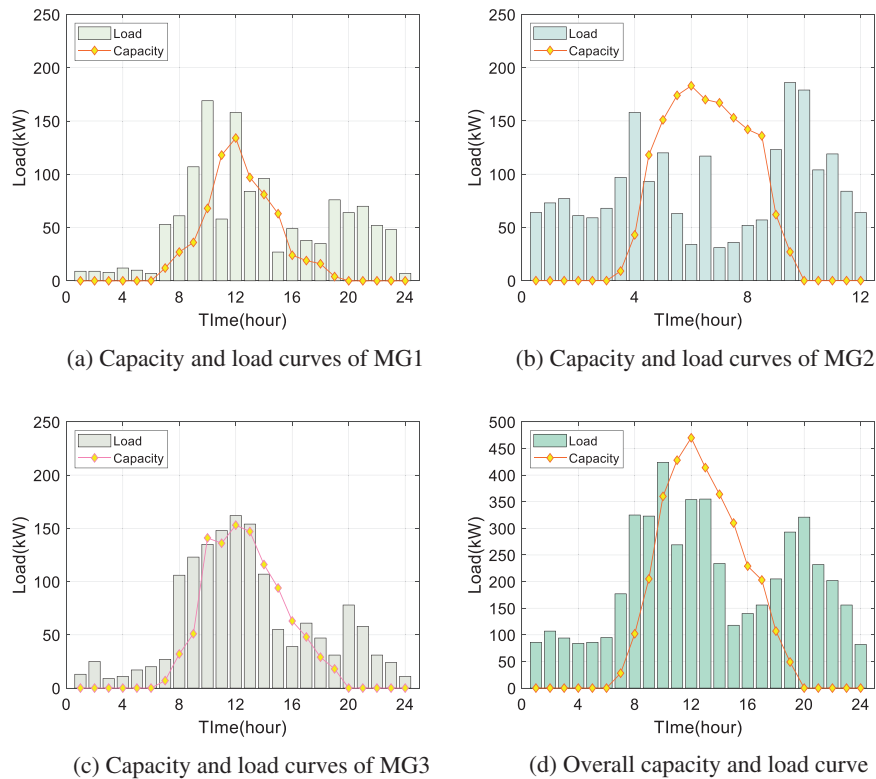 250
200
150
100
50
0
Load(kW)
Load
Capacity
0 4 8 12 16 20 24
TIme(hour)
(a) Capacity and load curves of MG1
250
200
150
100
50
0
Load(kW)
Load
Capacity
0 4 8 12
TIme(hour)
(b) Capacity and load curves of MG2
250
200
150
100
50
0
Load(kW)
Load
Capacity
0 4 8 12 16 20 24
TIme(hour)
(c) Capacity and load curves of MG3
500
450
400
350
300
250
200
150
100
50
0
Load(kW)
Load
Capacity
0 4 8 12 16 20 24
TIme(hour)
(d) Overall capacity and load curve